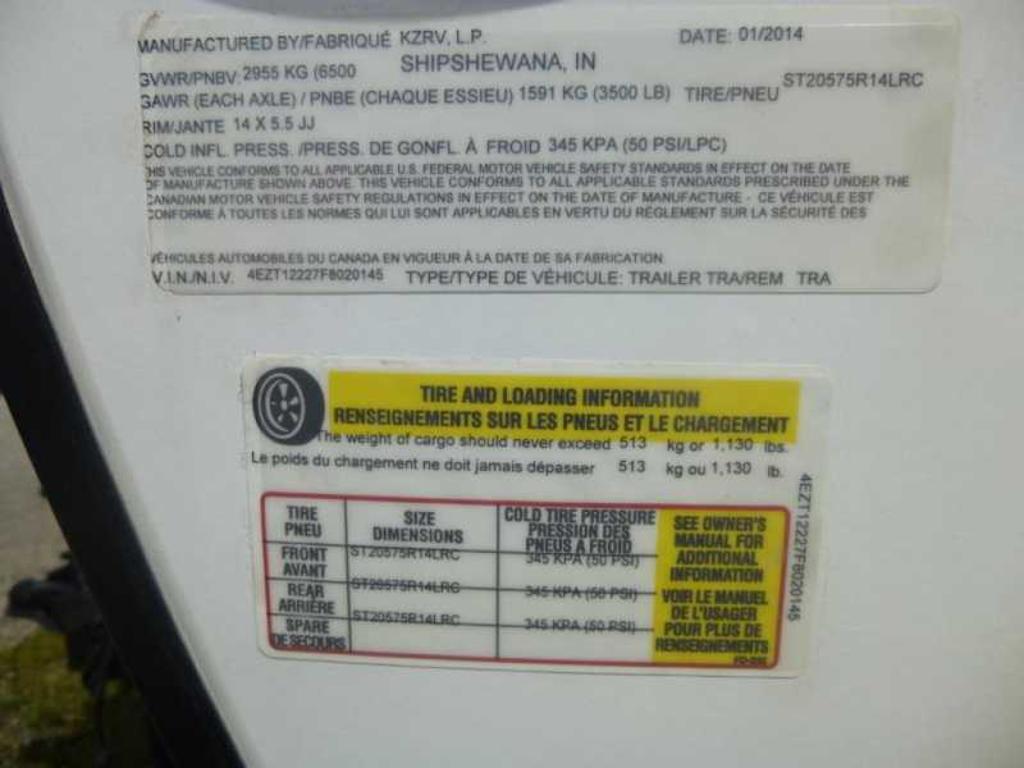 MANUFACTURED BY/FABRIQUÉ KZRV, L.P. DATE: 01/2014
GVWR/PNBV 2955 KG (6500 SHIPSHEWANA, IN
GAWR (EACH AXLE) / PNBE (CHAQUE ESSIEU) 1591 KG (3500 LB) TIRE/PNEU ST20575R14LRC
RIM/JANTE 14 X 5.5 JJ
COLD INFL. PRESS. /PRESS. DE GONFL. À FROID 345 KPA (50 PSI/LPC)
THIS VEHICLE CONFORMS TO ALL APPLICABLE U.S. FEDERAL MOTOR VEHICLE SAFETY STANDARDS IN EFFECT ON THE DATE
OF MANUFACTURE SHOWN ABOVE. THIS VEHICLE CONFORMS TO ALL APPLICABLE STANDARDS PRESCRIBED UNDER THE
CANADIAN MOTOR VEHICLE SAFETY REGULATIONS IN EFFECT ON THE DATE OF MANUFACTURE - CE VÉHICULE EST
CONFORME À TOUTES LES NORMES QUI LUI SONT APPLICABLES EN VERTU DU RÈGLEMENT SUR LA SÉCURITÉ DES
VÉHICULES AUTOMOBILES DU CANADA EN VIGUEUR À LA DATE DE SA FABRICATION
V.I.N./N.I.V. 4EZT12227F8020145 TYPE/TYPE DE VÉHICULE: TRAILER TRA/REM TRA
TIRE AND LOADING INFORMATION
RENSEIGNEMENTS SUR LES PNEUS ET LE CHARGEMENT
The weight of cargo should never exceed 513 kg or 1,130 lbs.
Le poids du chargement ne doit jamais dépasser 513 kg ou 1,130 lb.
4EZT12227F8020145
TIRE
PNEU
SIZE
DIMENSIONS
COLD TIRE PRESSURE
PRESSION DES
PNEUS A FROID
FRONT
AVANT
ST20575R14LRC
345 KPA (50 PSI)
REAR
ARRIÈRE
ST20575R14LRC
345 KPA (50 PSI)
SPARE
DE SECOURS
ST20575R14LRC
345 KPA (50 PSI)
SEE OWNER'S
MANUAL FOR
ADDITIONAL
INFORMATION
VOIR LE MANUEL
DE L'USAGER
POUR PLUS DE
RENSEIGNEMENTS